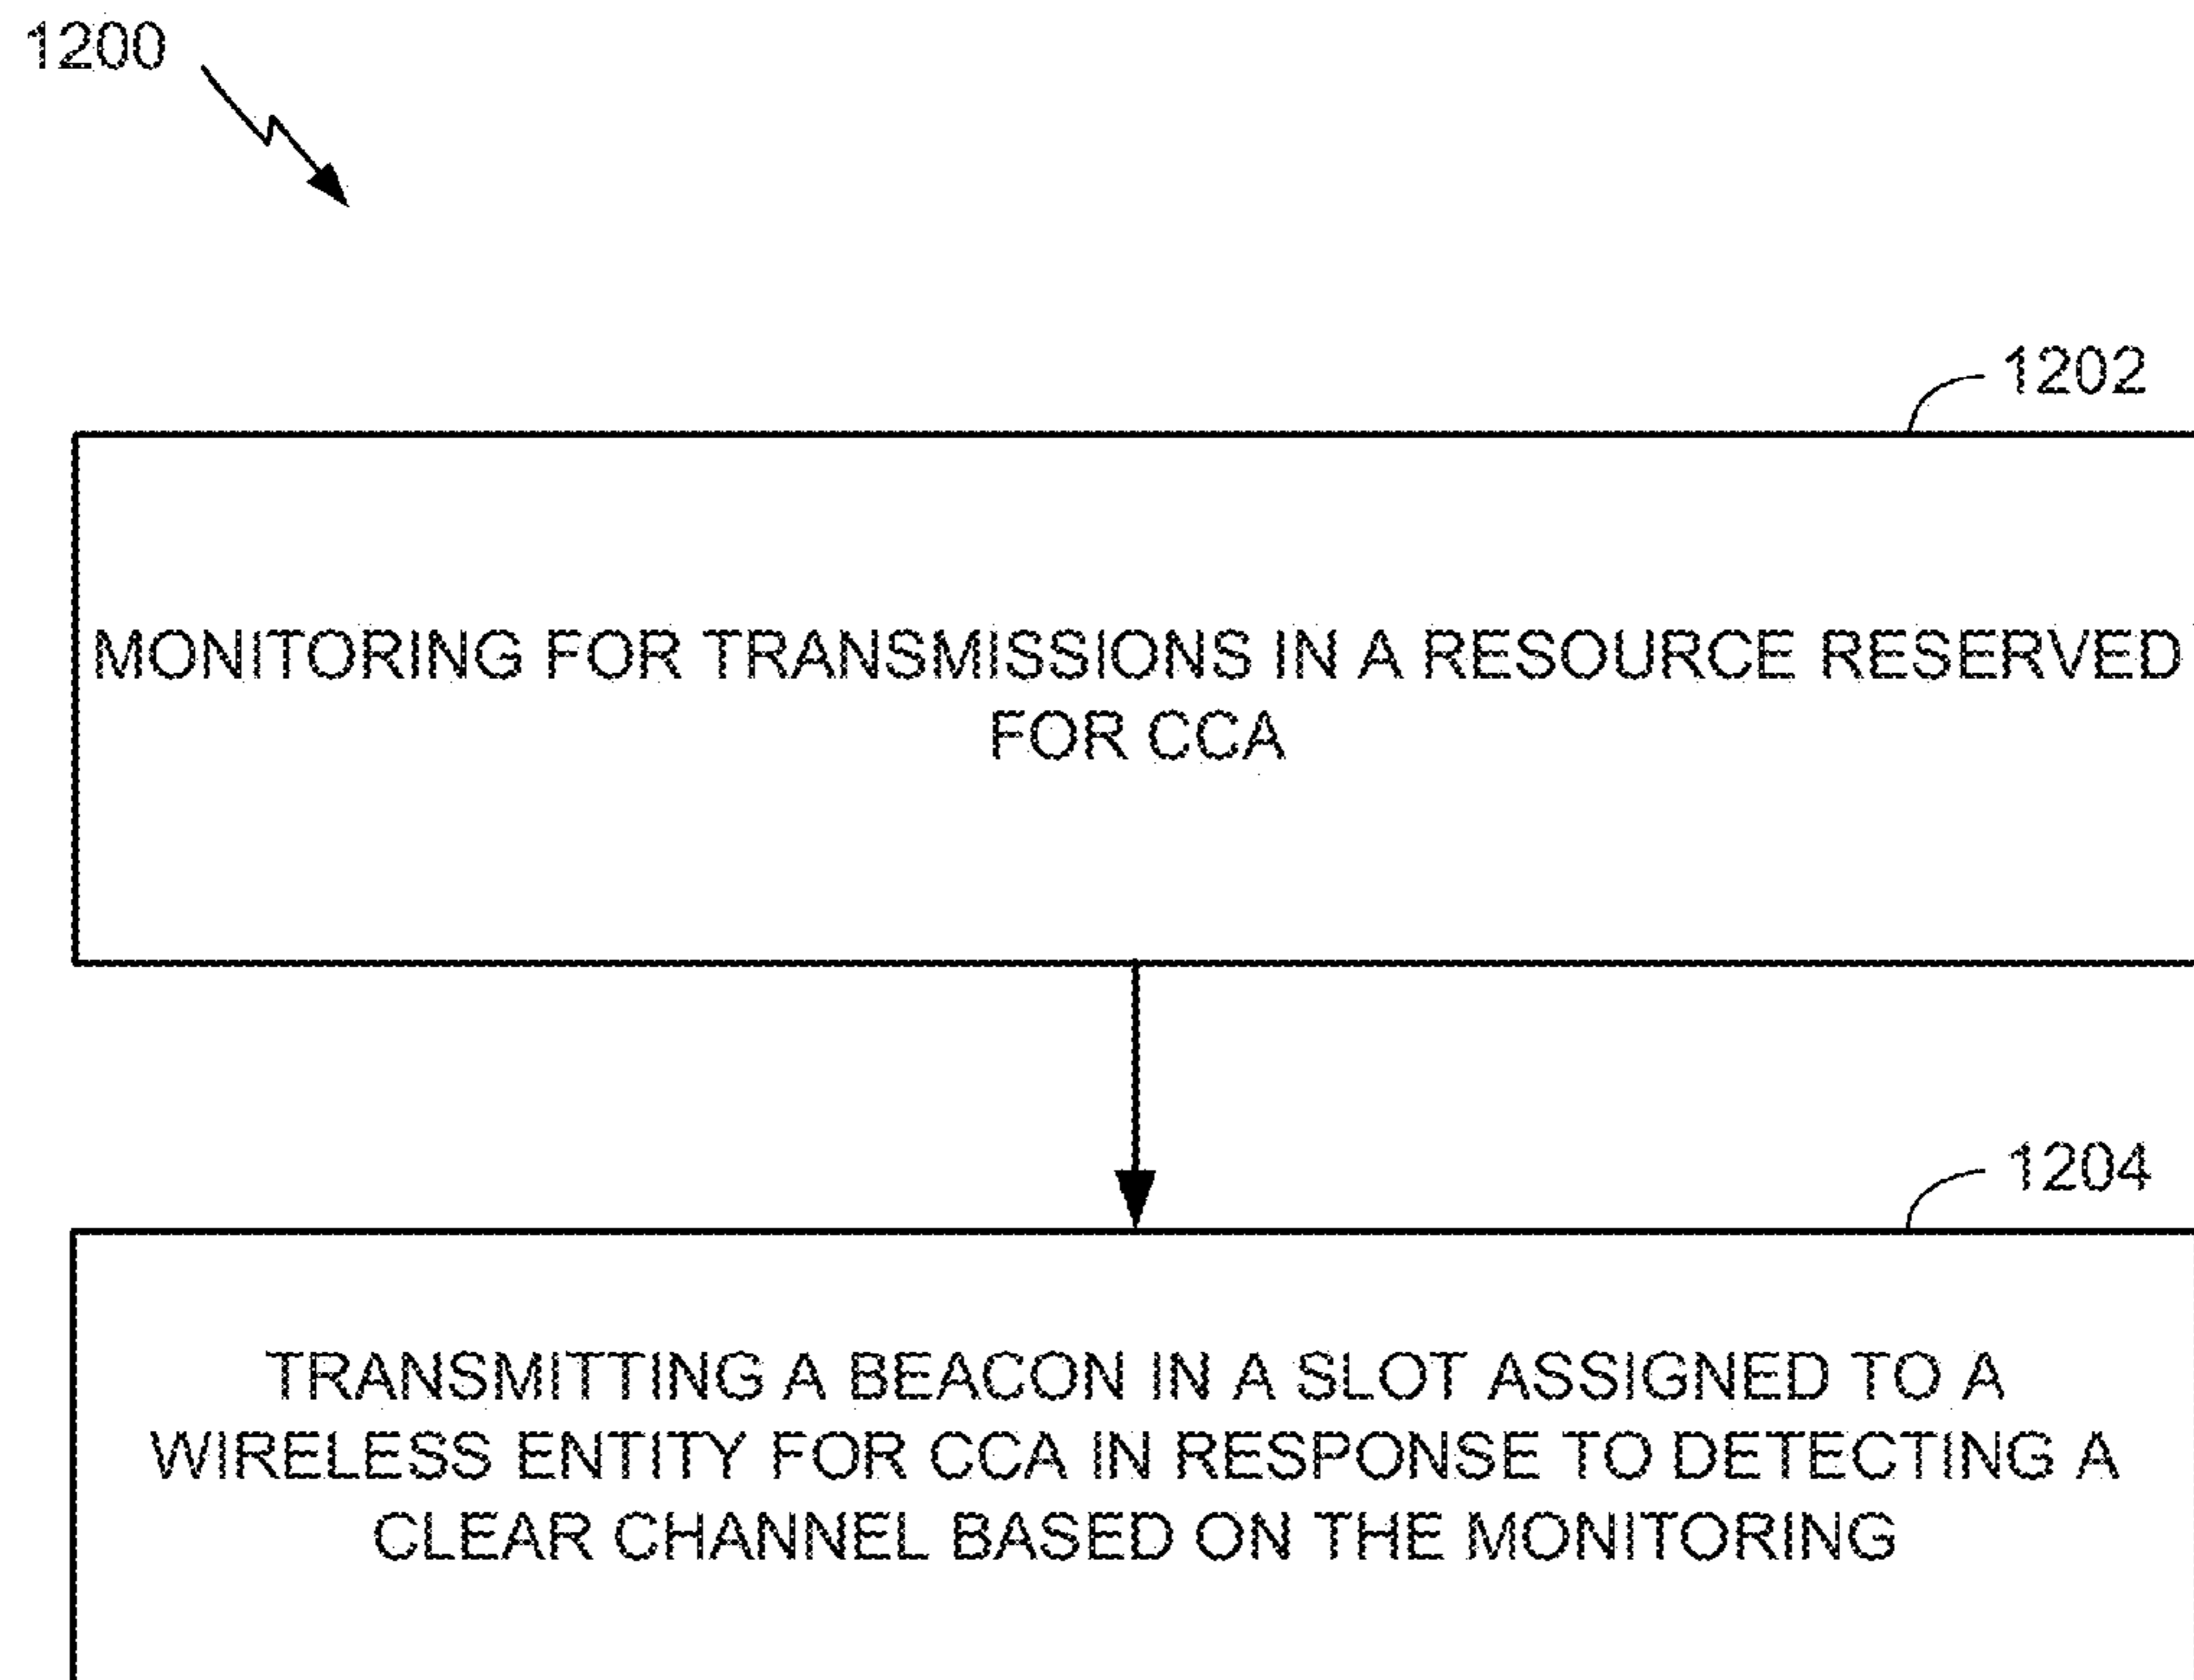 1200
1202
MONITORING FOR TRANSMISSIONS IN A RESOURCE RESERVED
FOR CCA
1204
TRANSMITTING A BEACON IN A SLOT ASSIGNED TO A
WIRELESS ENTITY FOR CCA IN RESPONSE TO DETECTING A
CLEAR CHANNEL BASED ON THE MONITORING